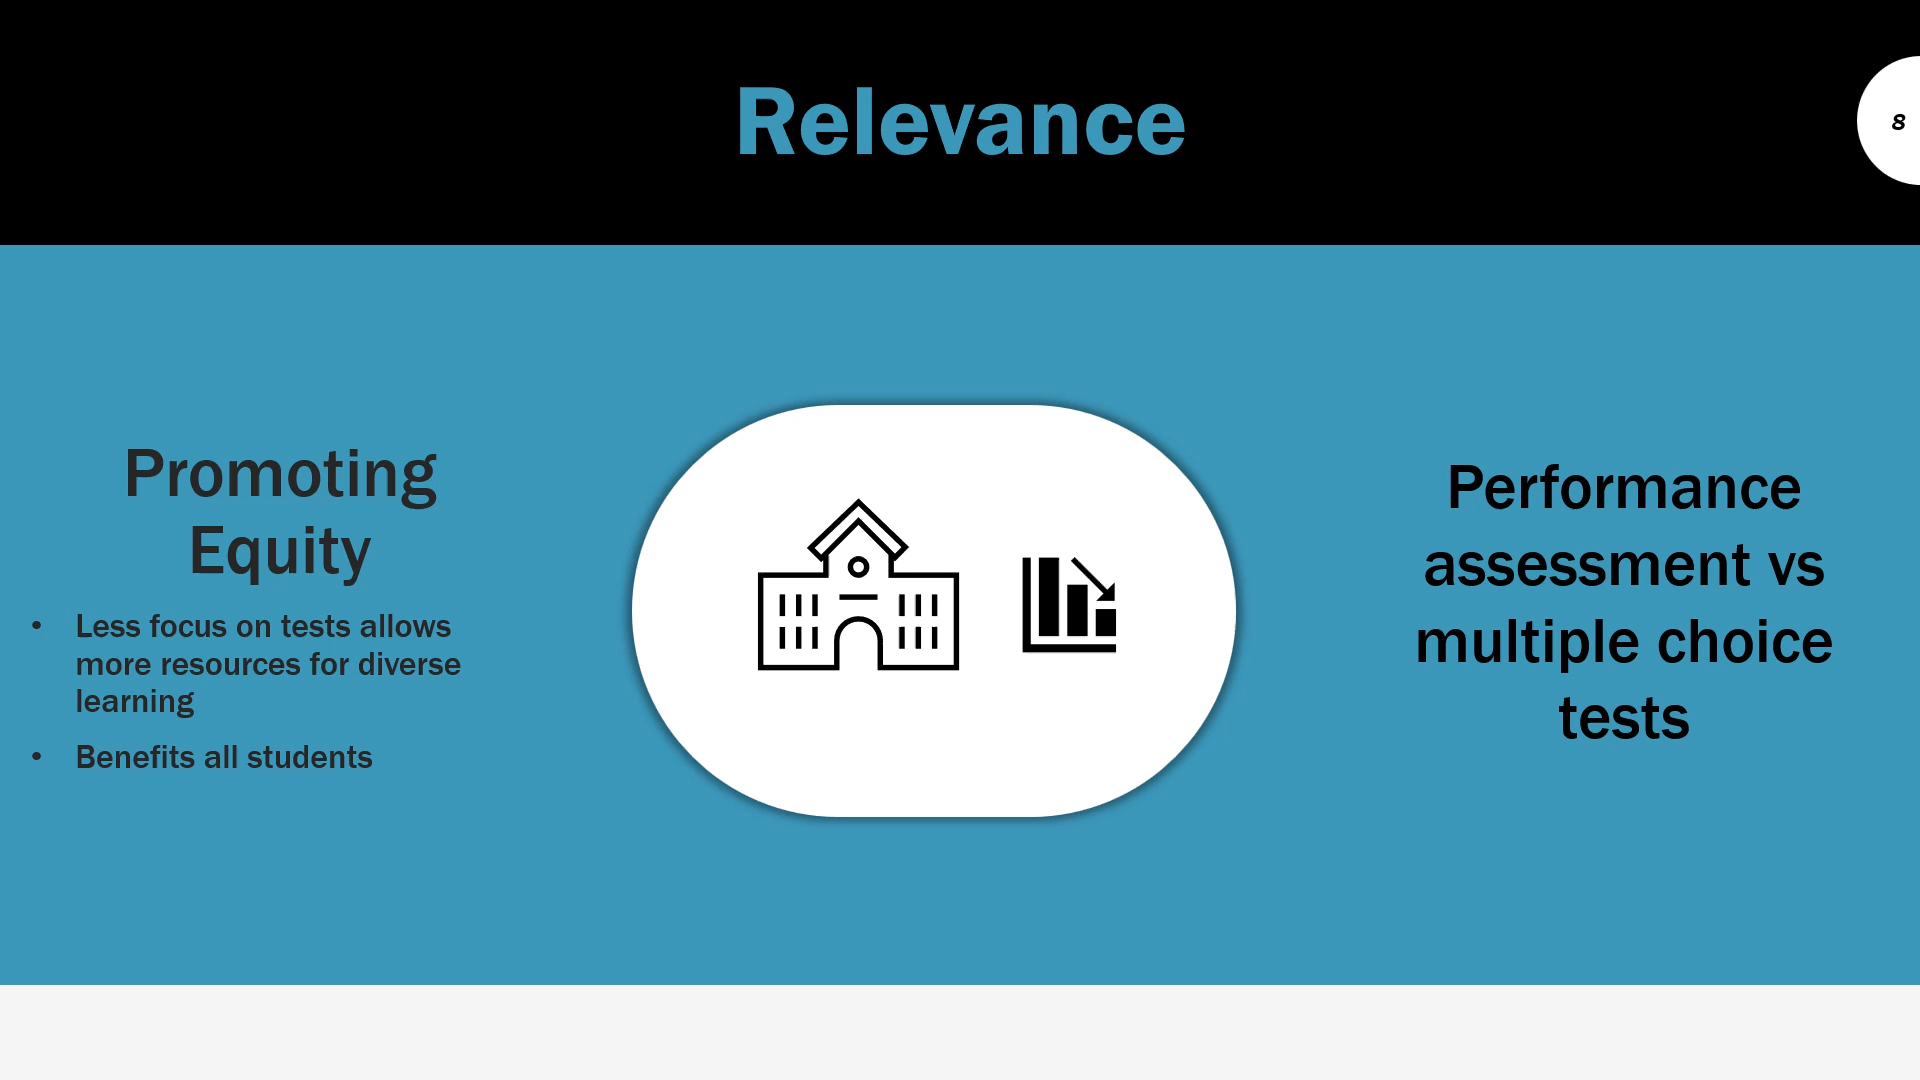 Relevance
8
Promoting
Equity
• Less focus on tests allows
more resources for diverse
learning
• Benefits all students
Performance
assessment vs
multiple choice
tests